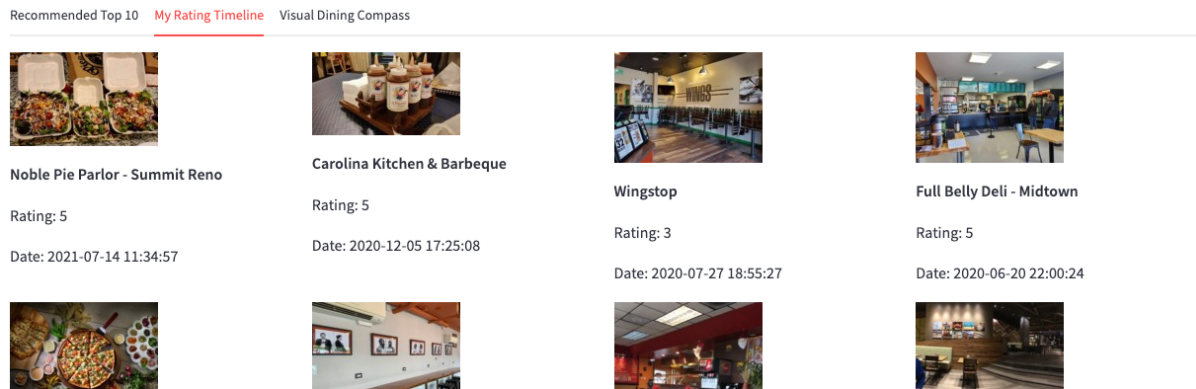 Recommended Top 10
My Rating Timeline
Visual Dining Compass
WINGS
Noble Pie Parlor - Summit Reno
Rating: 5
Date: 2021-07-14 11:34:57
Carolina Kitchen & Barbeque
Rating: 5
Date: 2020-12-05 17:25:08
Wingstop
Rating: 3
Date: 2020-07-27 18:55:27
Full Belly Deli - Midtown
Rating: 5
Date: 2020-06-20 22:00:24